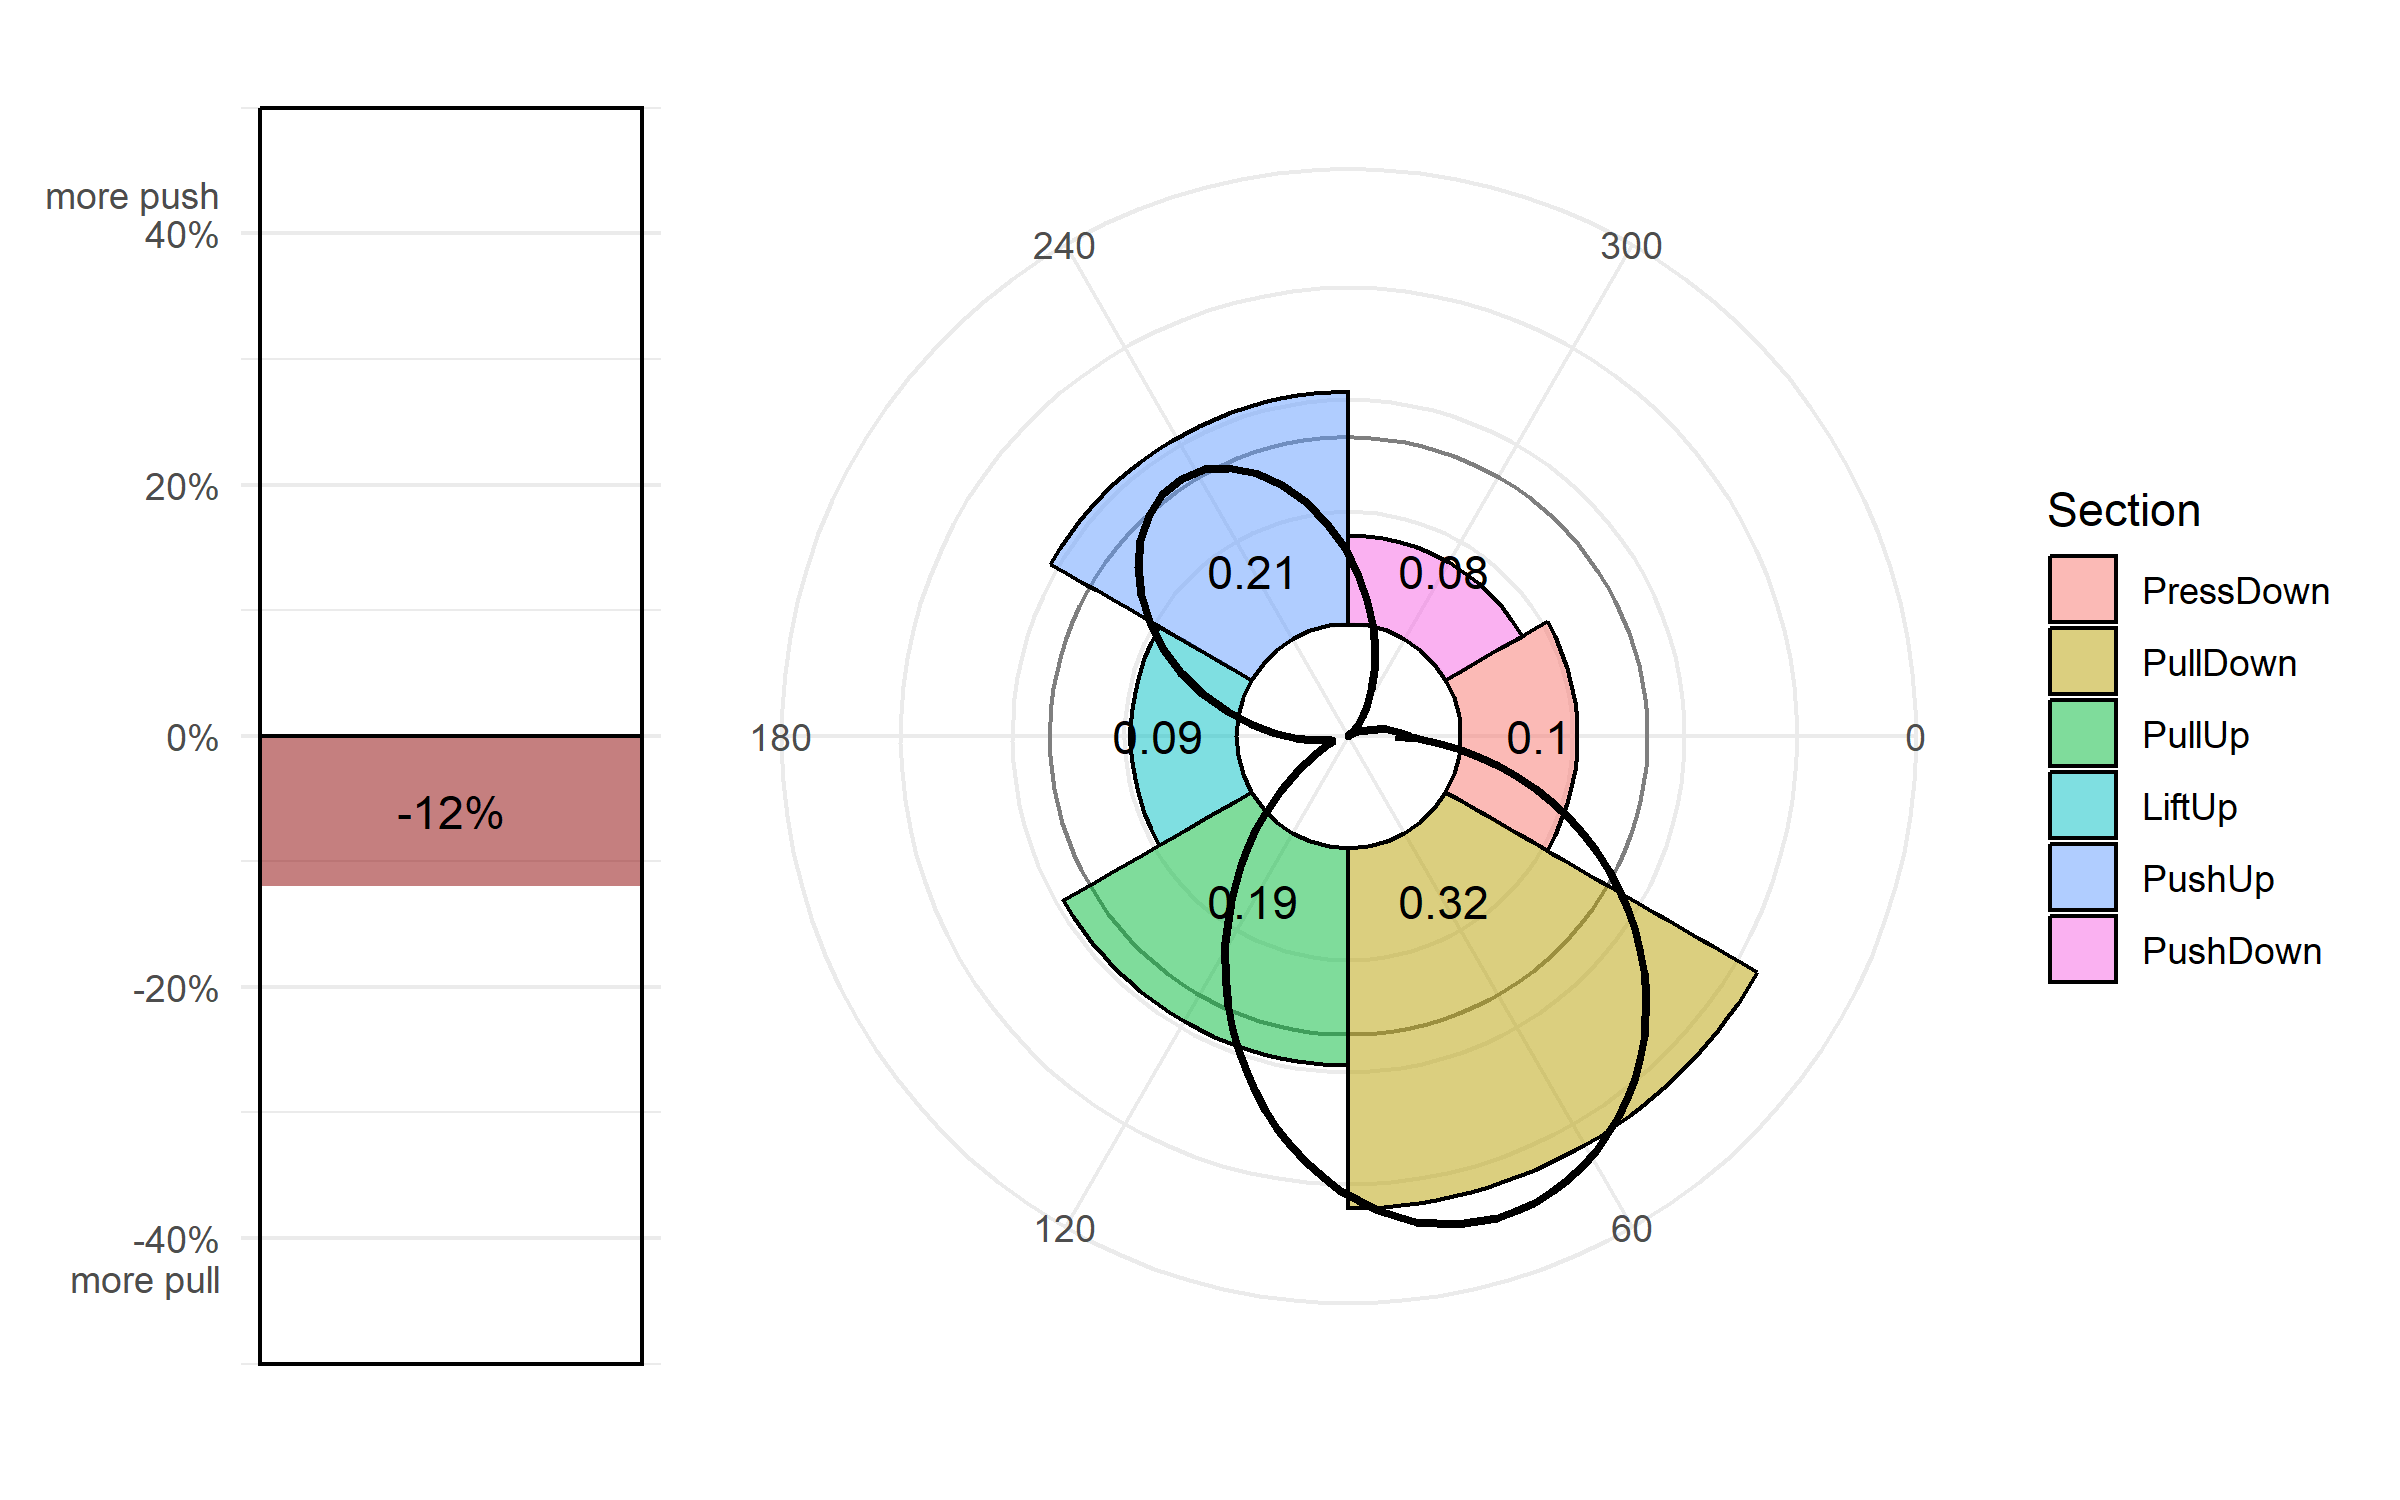 more push
40%
20%
0%
-12%
-20%
-40%
more pull
240
300
0.21
0.08
180
0.09
0.1
0
0.19
0.32
120
60
Section
PressDown
PullDown
PullUp
LiftUp
PushUp
PushDown